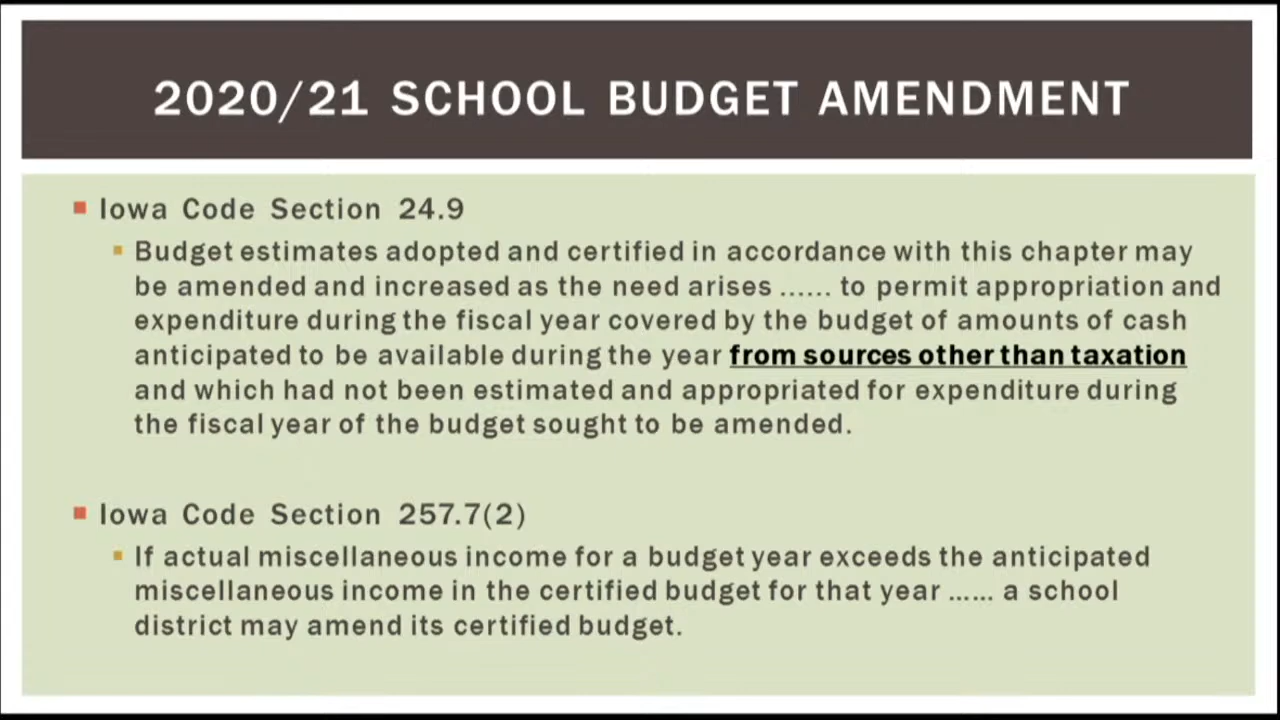 2020/21 SCHOOL BUDGET AMENDMENT
Iowa Code Section 24.9
Budget estimates adopted and certified in accordance with this chapter may
be amended and increased as the need arises ...... to permit appropriation and
expenditure during the fiscal year covered by the budget of amounts of cash
anticipated to be available during the year from sources other than taxation
and which had not been estimated and appropriated for expenditure during
the fiscal year of the budget sought to be amended.
Iowa Code Section 257.7(2)
If actual miscellaneous income for a budget year exceeds the anticipated
miscellaneous income in the certified budget for that year ...... a school
district may amend its certified budget.